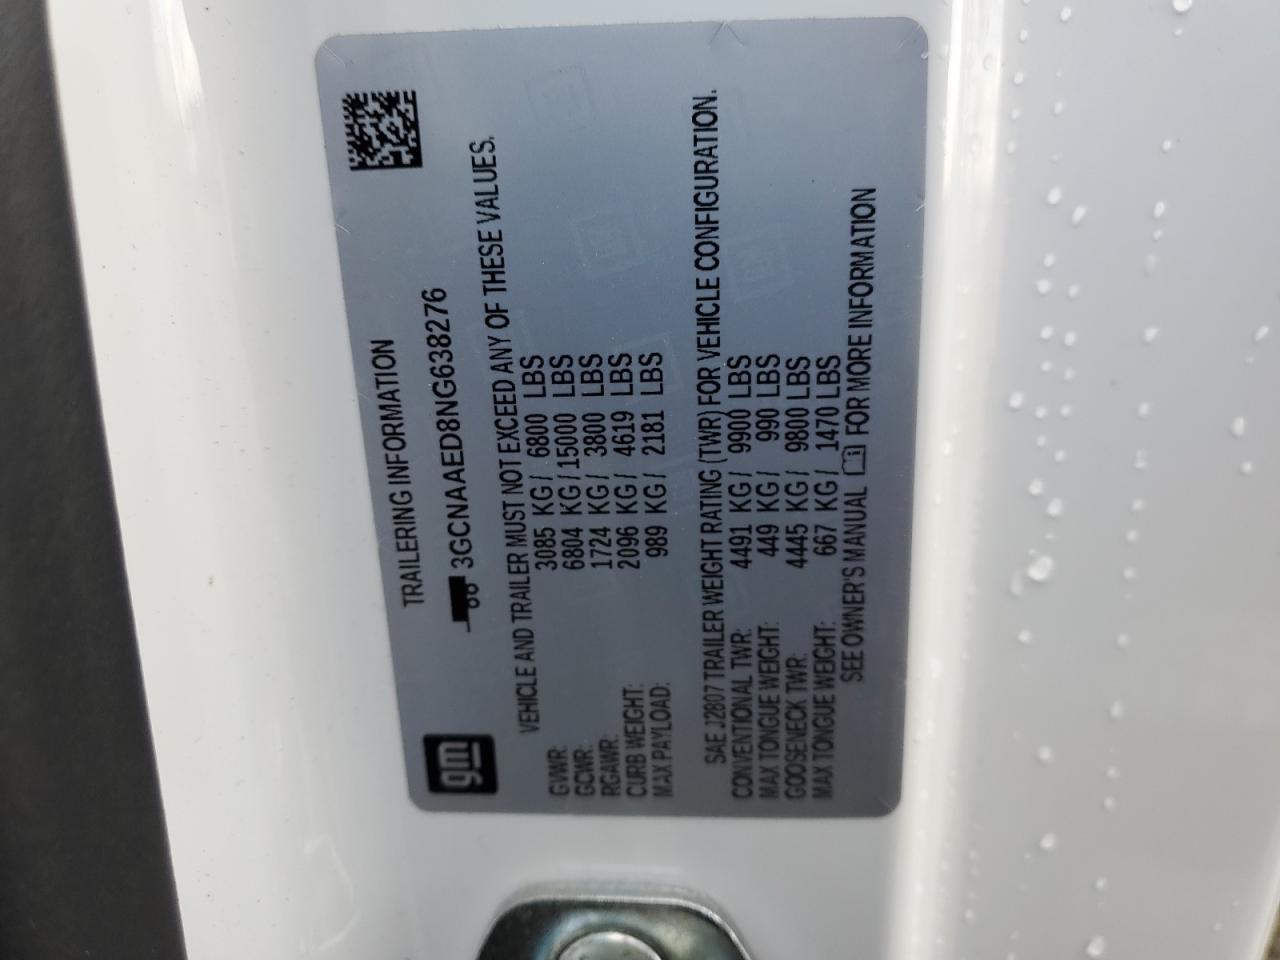 gm
TRAILERING INFORMATION
3GCNAAED8NG638276
VEHICLE AND TRAILER MUST NOT EXCEED ANY OF THESE VALUES.
GVWR: 3085 KG / 6800 LBS
GCWR: 6804 KG / 15000 LBS
RGAWR: 1724 KG / 3800 LBS
CURB WEIGHT: 2096 KG / 4619 LBS
MAX PAYLOAD: 989 KG / 2181 LBS
SAE J2807 TRAILER WEIGHT RATING (TWR) FOR VEHICLE CONFIGURATION.
CONVENTIONAL TWR: 4491 KG / 9900 LBS
MAX TONGUE WEIGHT: 449 KG / 990 LBS
GOOSENECK TWR: 4445 KG / 9800 LBS
MAX TONGUE WEIGHT: 667 KG / 1470 LBS
SEE OWNER'S MANUAL FOR MORE INFORMATION